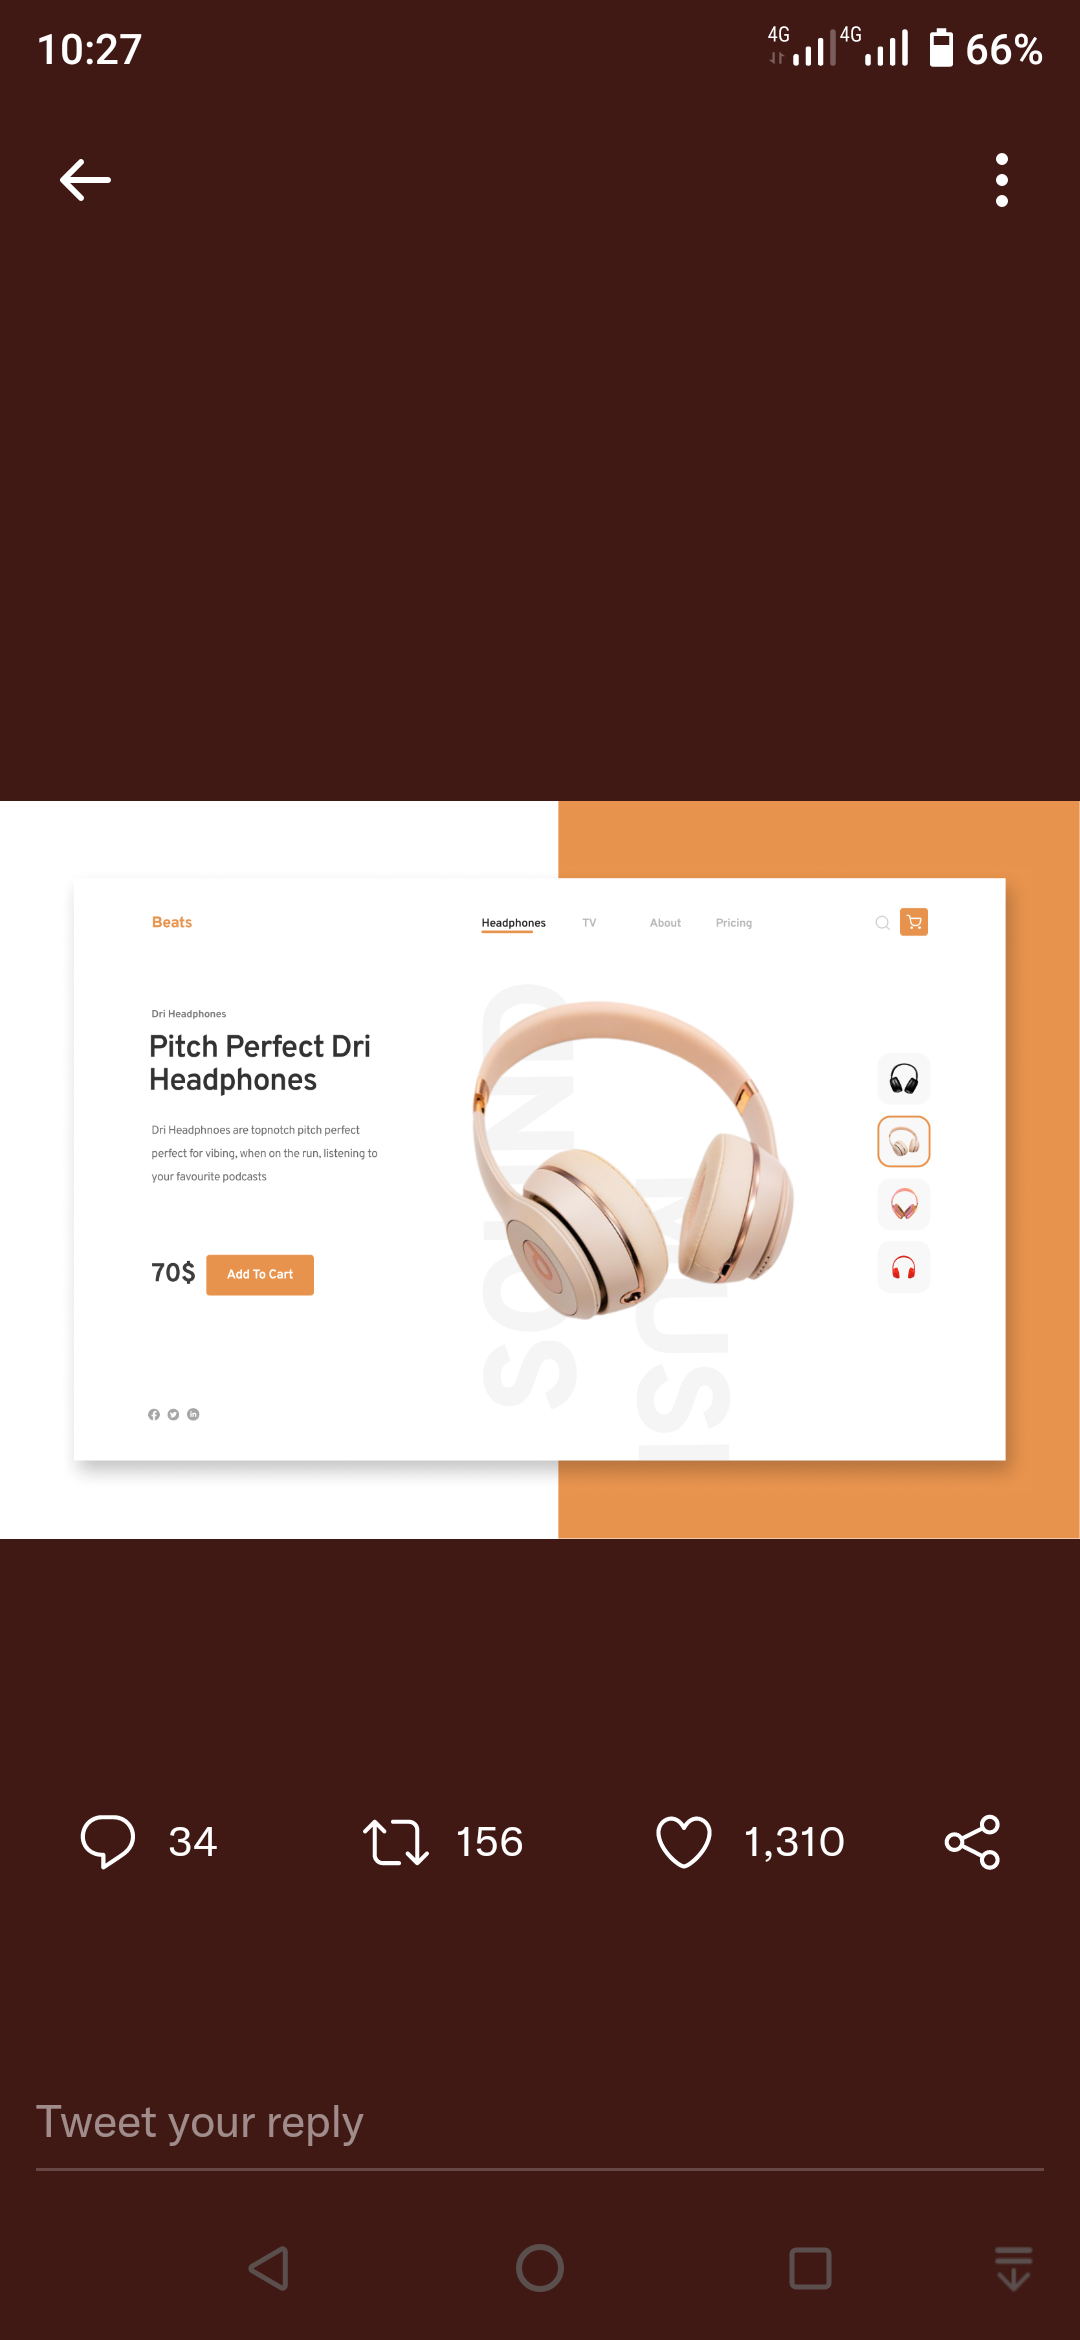 10:27
4G 4G 66%
Beats
Headphones TV About Pricing
Dri Headphones
Pitch Perfect Dri
Headphones
Dri Headphnoes are topnotch pitch perfect
perfect for vibing, when on the run, listening to
your favourite podcasts
70$ Add To Cart
SOUND
MUSI
34 156 1,310
Tweet your reply